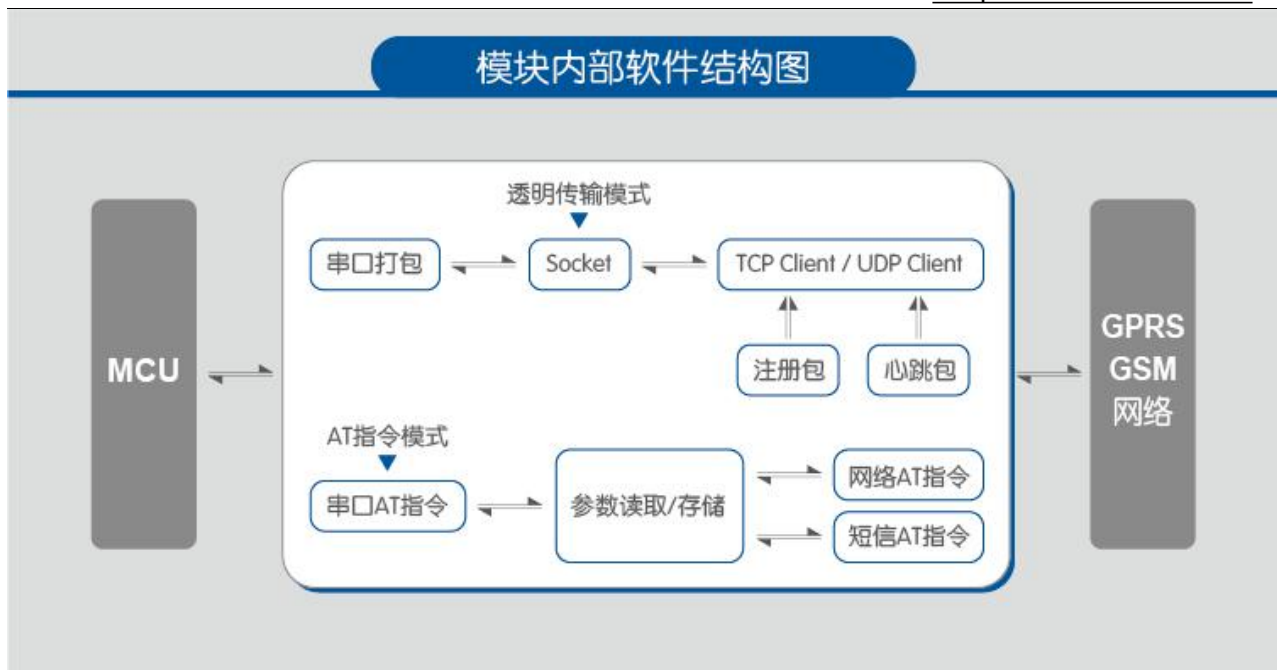 模块内部软件结构图
透明传输模式
串口打包
Socket
TCP Client / UDP Client
注册包
心跳包
MCU
GPRS
GSM
网络
AT指令模式
串口AT指令
参数读取/存储
网络AT指令
短信AT指令